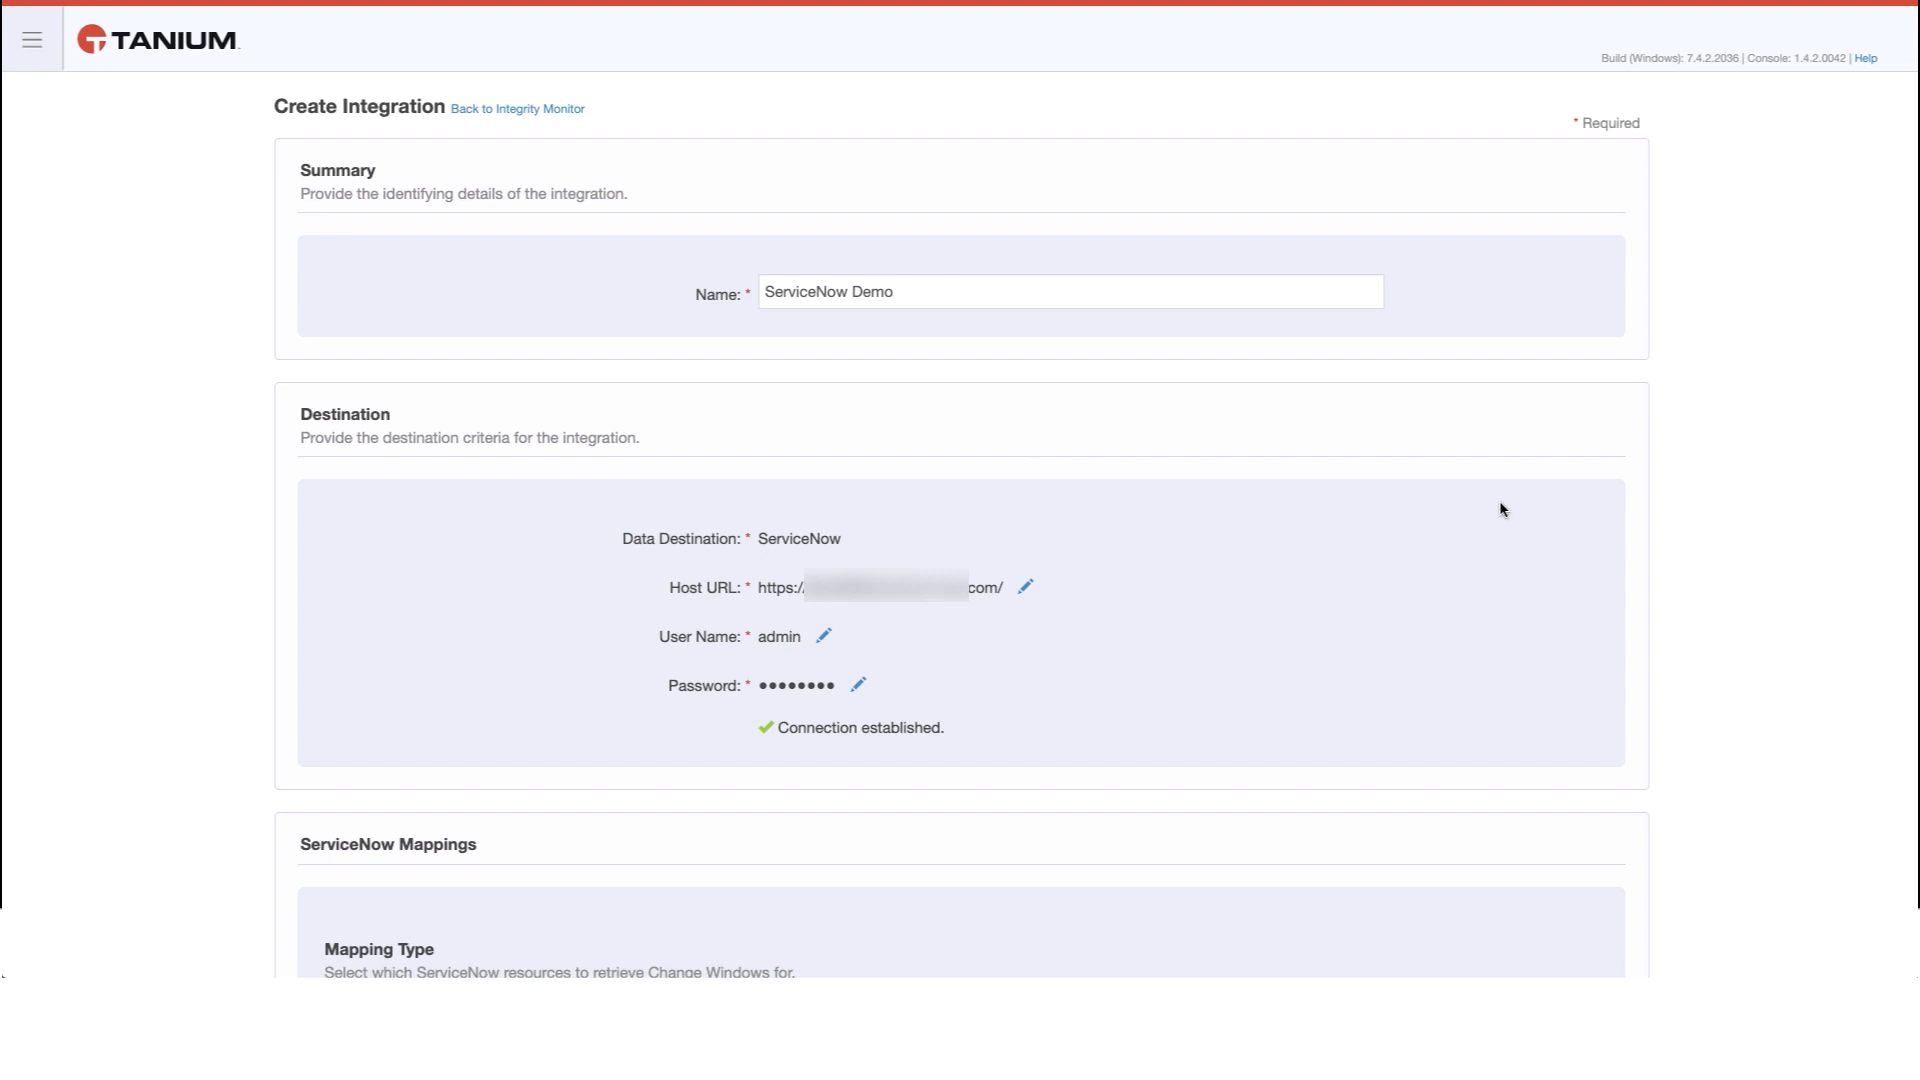 TANIUM
Build (Windows): 7.4.2.2036 | Console: 1.4.2.0042 | Help
Create Integration Back to Integrity Monitor
* Required
Summary
Provide the identifying details of the integration.
Name: * ServiceNow Demo
Destination
Provide the destination criteria for the integration.
Data Destination: * ServiceNow
Host URL: * https:/ com/
User Name: * admin
Password: * ••••••••
Connection established.
ServiceNow Mappings
Mapping Type
Select which ServiceNow resources to retrieve Change Windows for.